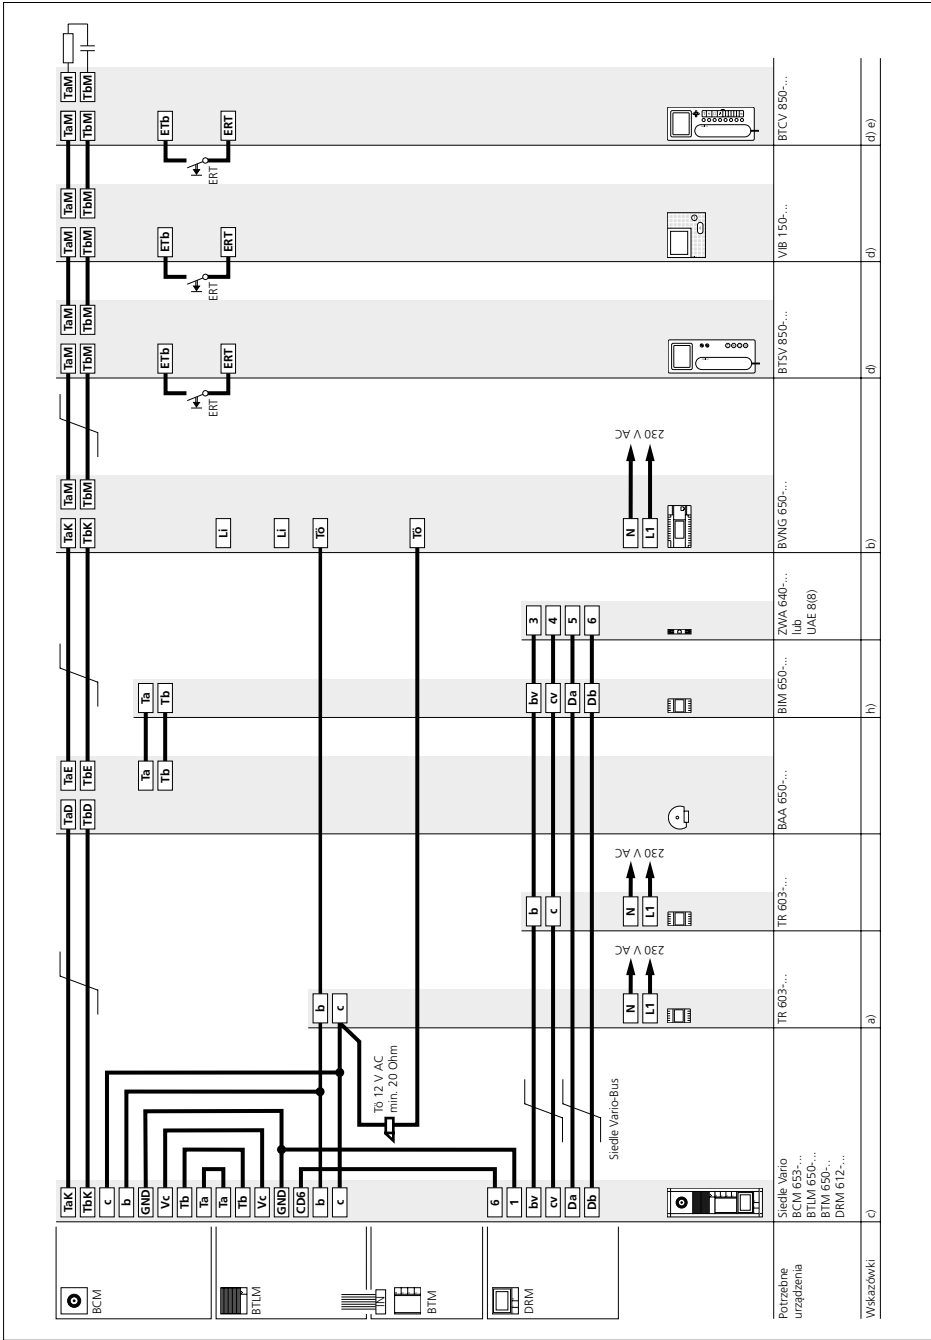 TaK TaD TaE TaK TaM TaM TaM TaM TaM TaM TaM
TbK TbD TbE TbK TbM TbM TbM TbM TbM TbM TbM
BCM
c
b
GND Ta Ta
Vc Tb Tb ETb ETb ETb
Tb
Ta
ERT ERT ERT
Ta Li ERT ERT ERT
Tb
BTLM
Vc
GND Li
CD6
b b Tö
c c
IN
Tö 12 V AC
min. 20 Ohm
Tö
BTM
6
1
DRM
bv b bv 3
cv c cv 4
Da Da 5
Db Db 6
Siedle Vario-Bus
230 V AC 230 V AC 230 V AC
N N N
L1 L1 L1
Potrzebne
urządzenia
Siedle Vario
BCM 653-...
BTLM 650-...
BTM 650-..
DRM 612-...
TR 603-...
TR 603-...
BAA 650-...
BIM 650-...
ZWA 640-...
lub
UAE 8(8)
BVNG 650-...
BTSV 850-...
VIB 150-...
BTCV 850-...
Wskazówki c) a) h) b) d) d) d) e)